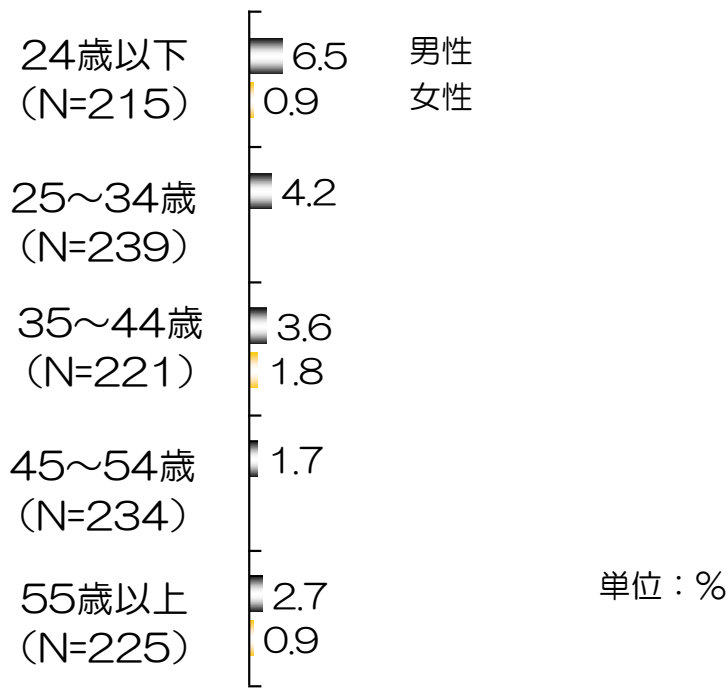 24歳以下
（N=215）
6.5
0.9
男性
女性
25～34歳
（N=239）
4.2
35～44歳
（N=221）
3.6
1.8
45～54歳
（N=234）
1.7
55歳以上
（N=225）
2.7
0.9
単位：%